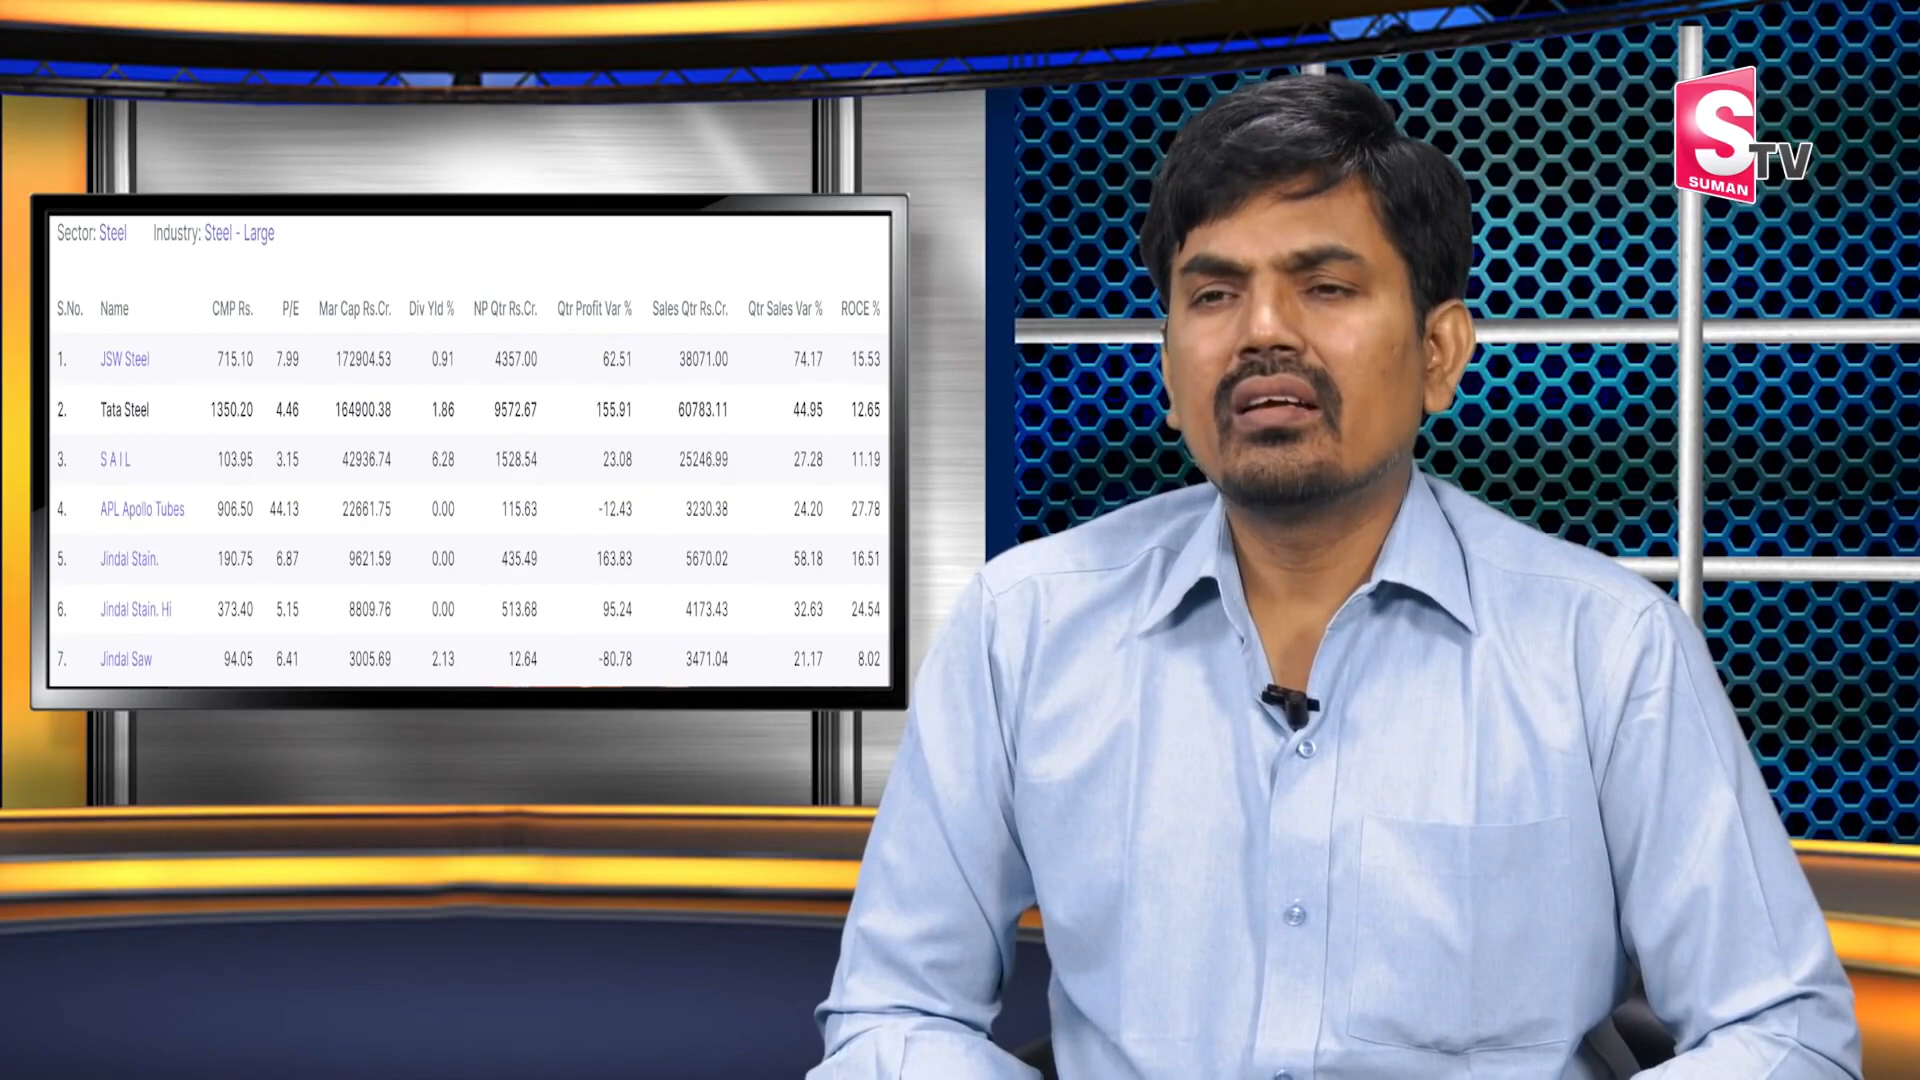 Sector: Steel Industry: Steel - Large
S.No. Name CMP Rs. P/E Mar Cap Rs.Cr. Div Yld % NP Qtr Rs.Cr. Qtr Profit Var % Sales Qtr Rs.Cr. Qtr Sales Var % ROCE %
1. JSW Steel 715.10 7.99 172904.53 0.91 4357.00 62.51 38071.00 74.17 15.53
2. Tata Steel 1350.20 4.46 164900.38 1.86 9572.67 155.91 60783.11 44.95 12.65
3. S A I L 103.95 3.15 42936.74 6.28 1528.54 23.08 25246.99 27.28 11.19
4. APL Apollo Tubes 906.50 44.13 22661.75 0.00 115.63 -12.43 3230.38 24.20 27.78
5. Jindal Stain. 190.75 6.87 9621.59 0.00 435.49 163.83 5670.02 58.18 16.51
6. Jindal Stain. Hi 373.40 5.15 8809.76 0.00 513.68 95.24 4173.43 32.63 24.54
7. Jindal Saw 94.05 6.41 3005.69 2.13 12.64 -80.78 3471.04 21.17 8.02
S TV
SUMAN